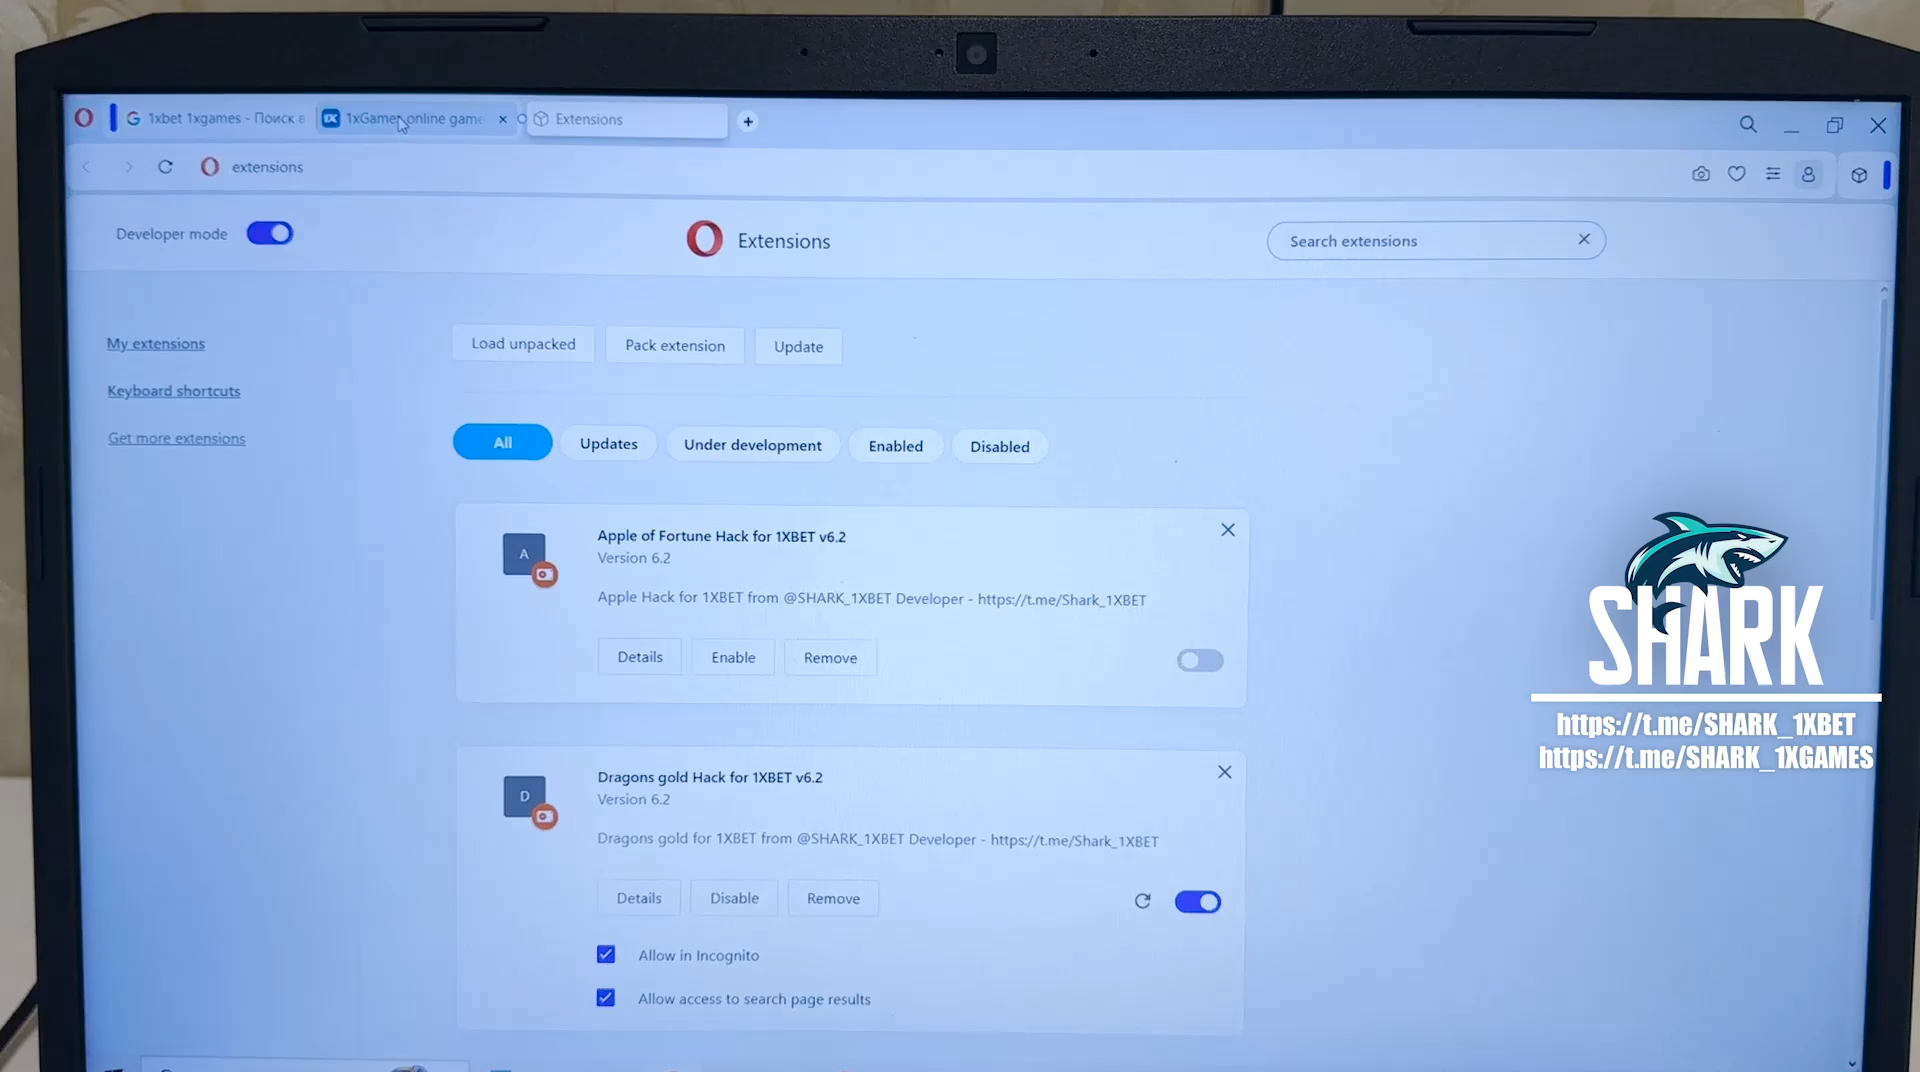 1xbet 1xgames - Поиск в
1xGames online game
Extensions
extensions
Developer mode
Extensions
Search extensions
My extensions
Keyboard shortcuts
Get more extensions
Load unpacked
Pack extension
Update
All
Updates
Under development
Enabled
Disabled
A
Apple of Fortune Hack for 1XBET v6.2
Version 6.2
Apple Hack for 1XBET from @SHARK_1XBET Developer - https://t.me/Shark_1XBET
Details
Enable
Remove
D
Dragons gold Hack for 1XBET v6.2
Version 6.2
Dragons gold for 1XBET from @SHARK_1XBET Developer - https://t.me/Shark_1XBET
Details
Disable
Remove
Allow in Incognito
Allow access to search page results
SHARK
https://t.me/SHARK_1XBET
https://t.me/SHARK_1XGAMES